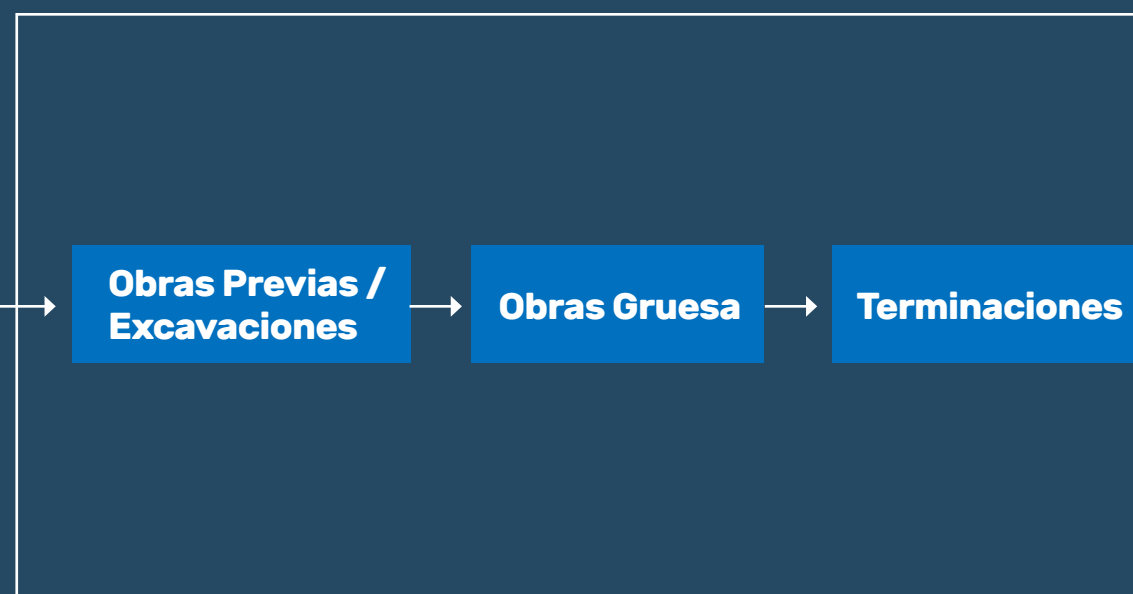 Obras Previas /
Excavaciones
Obras Gruesa
Terminaciones